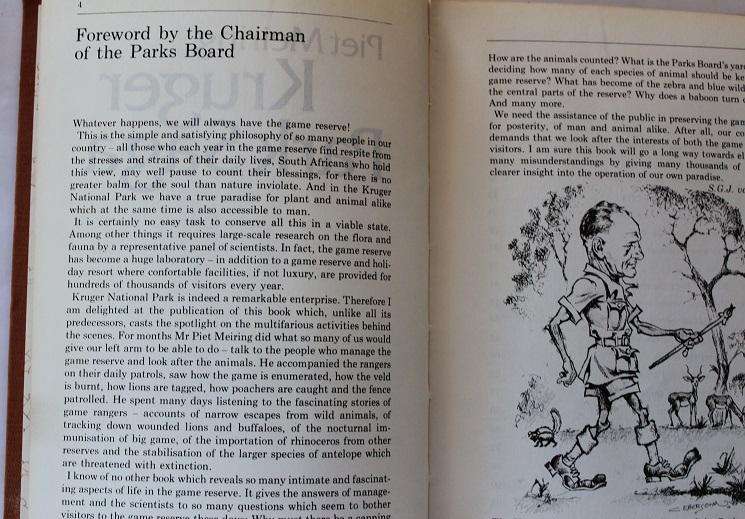 4
Foreword by the Chairman
of the Parks Board
Whatever happens, we will always have the game reserve!
This is the simple and satisfying philosophy of so many people in our
country – all those who each year in the game reserve find respite from
the stresses and strains of their daily lives, South Africans who hold
this view, may well pause to count their blessings, for there is no
greater balm for the soul than nature inviolate. And in the Kruger
National Park we have a true paradise for plant and animal alike
which at the same time is also accessible to man.
It is certainly no easy task to conserve all this in a viable state.
Among other things it requires large-scale research on the flora and
fauna by a representative panel of scientists. In fact, the game reserve
has become a huge laboratory – in addition to a game reserve and holi-
day resort where confortable facilities, if not luxury, are provided for
hundreds of thousands of visitors every year.
Kruger National Park is indeed a remarkable enterprise. Therefore I
am delighted at the publication of this book which, unlike all its
predecessors, casts the spotlight on the multifarious activities behind
the scenes. For months Mr Piet Meiring did what so many of us would
give our left arm to be able to do – talk to the people who manage the
game reserve and look after the animals. He accompanied the rangers
on their daily patrols, saw how the game is enumerated, how the veld
is burnt, how lions are tagged, how poachers are caught and the fence
patrolled. He spent many days listening to the fascinating stories of
game rangers – accounts of narrow escapes from wild animals, of
tracking down wounded lions and buffaloes, of the nocturnal im-
munisation of big game, of the importation of rhinoceros from other
reserves and the stabilisation of the larger species of antelope which
are threatened with extinction.
I know of no other book which reveals so many intimate and fascinat-
ing aspects of life in the game reserve. It gives the answers of manage-
ment and the scientists to so many questions which seem to bother
visitors to the game reserve these days: Why must there be a
How are the animals counted? What is the Parks Board's
deciding how many of each species of animal should be
game reserve? What has become of the zebra and blue
the central parts of the reserve? Why does a baboon turn
And many more.
We need the assistance of the public in preserving the
for posterity, of man and animal alike. After all, our
demands that we look after the interests of both the game
visitors. I am sure this book will go a long way towards
many misunderstandings by giving many thousands of
clearer insight into the operation of our own paradise.
S.G.J.